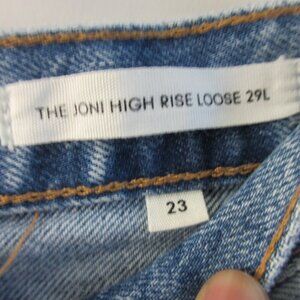 THE JONI HIGH RISE LOOSE 29L
23